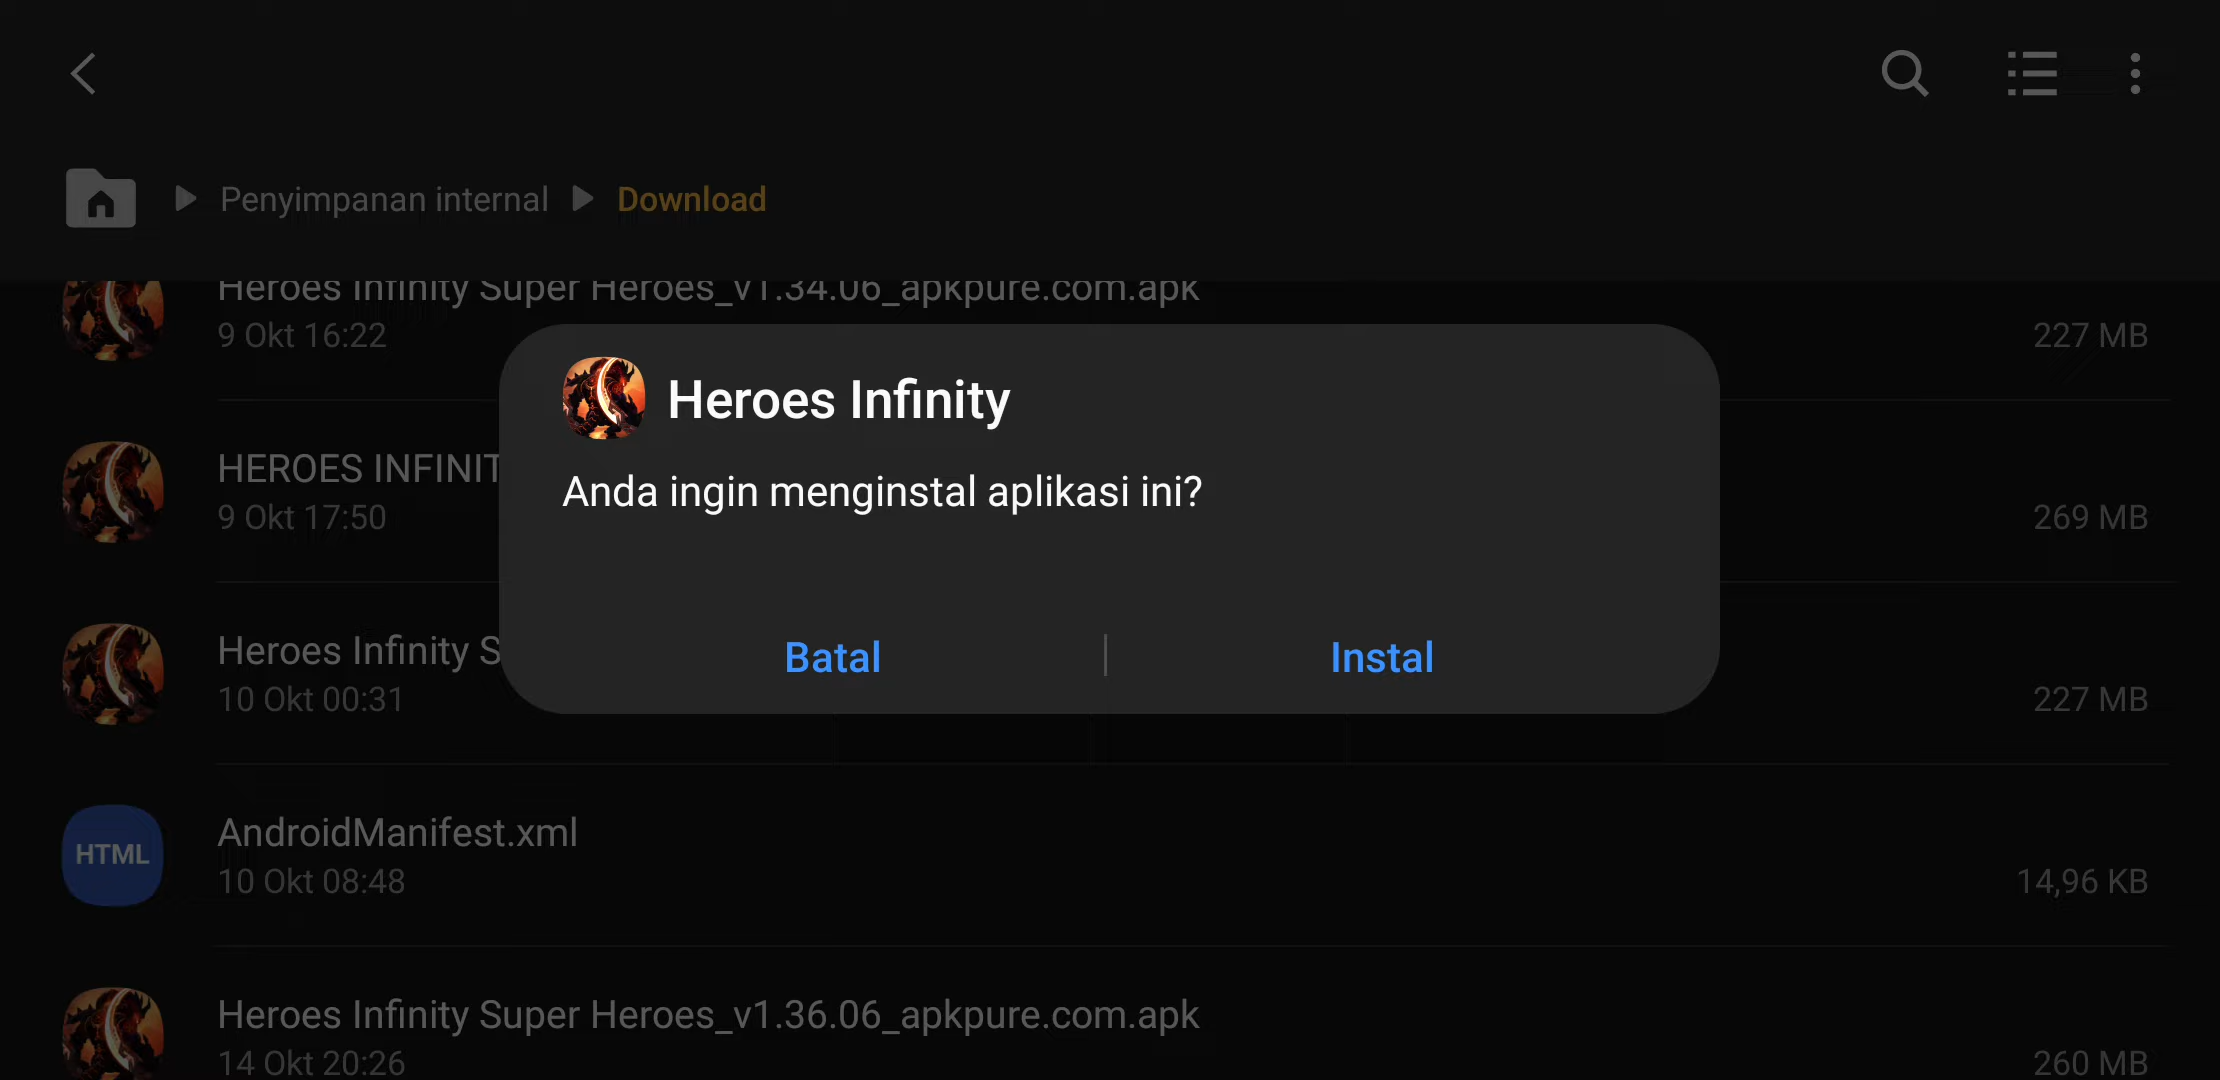 Penyimpanan internal Download
Heroes Infinity Super Heroes_v1.34.06_apkpure.com.apk
9 Okt 16:22
227 MB
Heroes Infinity
Anda ingin menginstal aplikasi ini?
Batal
Instal
HEROES INFINIT
9 Okt 17:50
269 MB
Heroes Infinity S
10 Okt 00:31
227 MB
HTML
AndroidManifest.xml
10 Okt 08:48
14,96 KB
Heroes Infinity Super Heroes_v1.36.06_apkpure.com.apk
14 Okt 20:26
260 MB